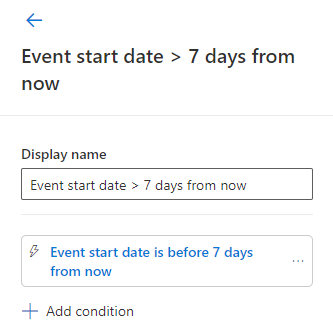 Event start date > 7 days from
now
Display name
Event start date > 7 days from now
Event start date is before 7 days
from now
...
Add condition